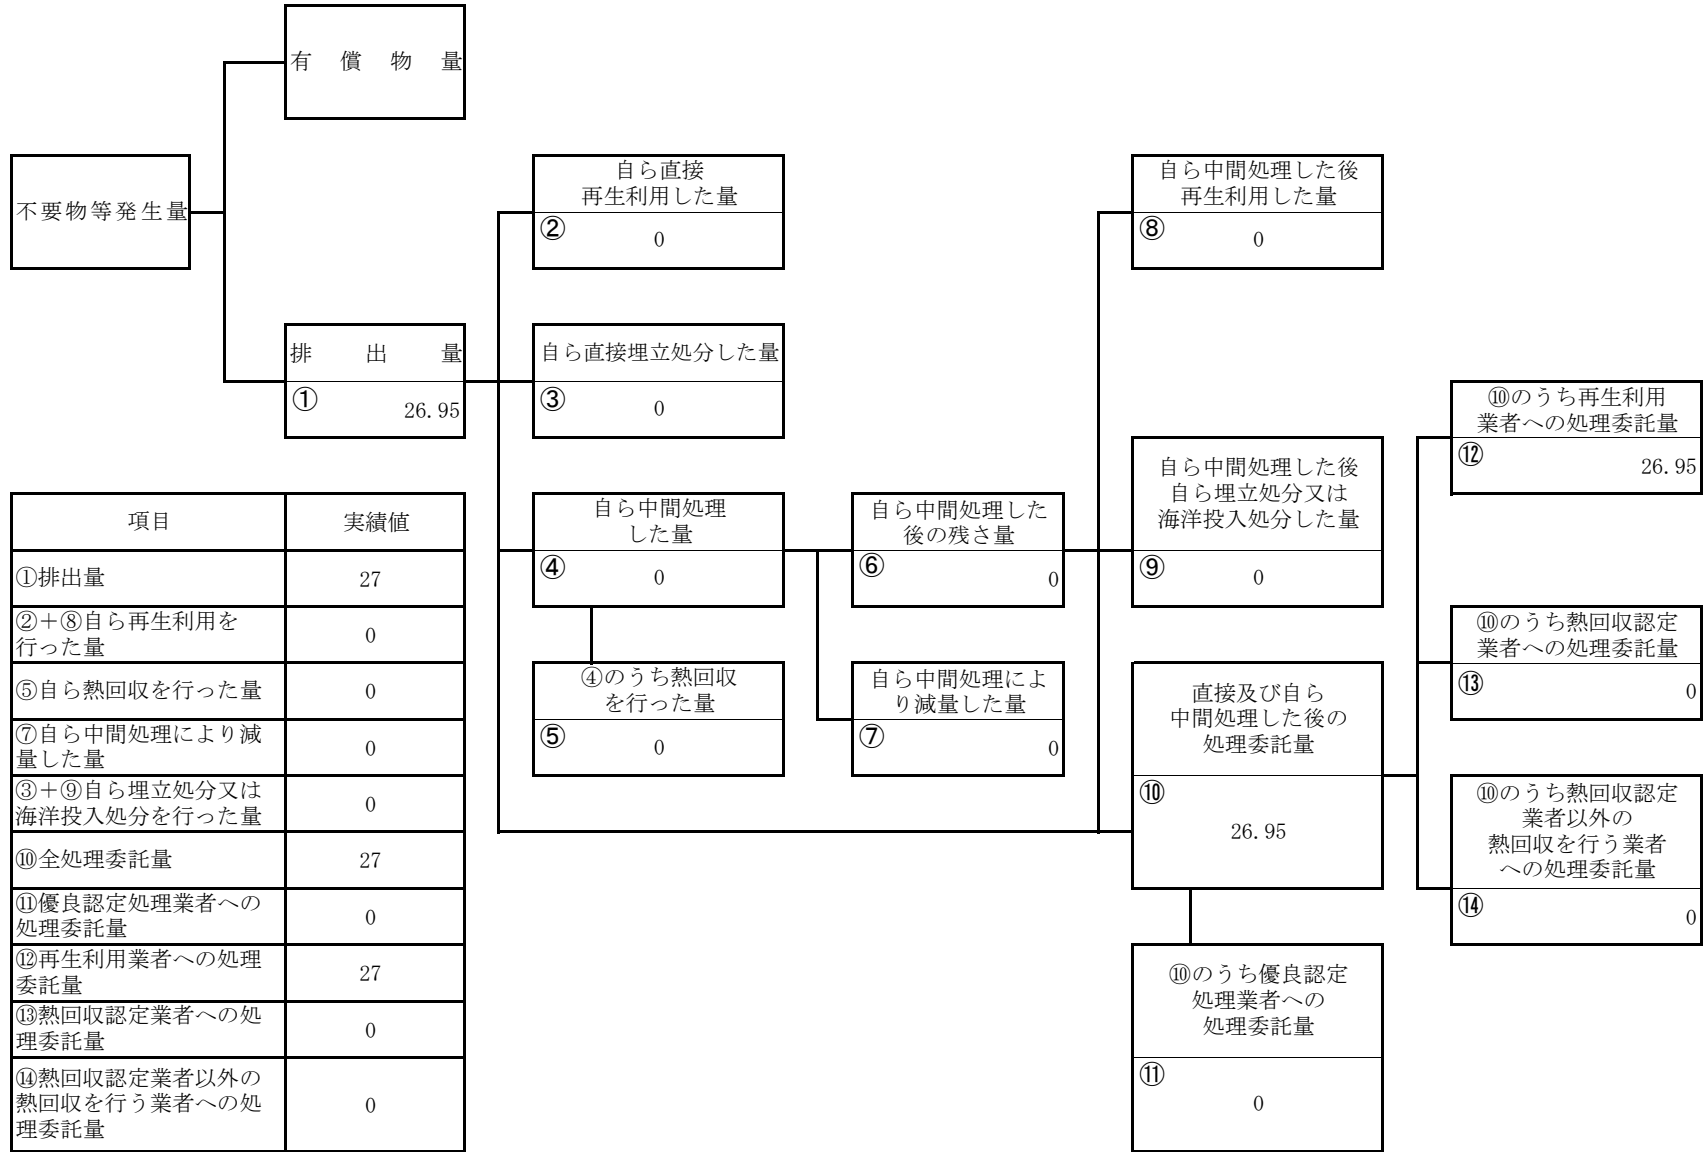 有償物量
不要物等発生量
排出量
①
26.95
自ら直接
再生利用した量
②
0
自ら直接埋立処分した量
③
0
自ら中間処理
した量
④
0
④のうち熱回収
を行った量
⑤
0
自ら中間処理した
後の残さ量
⑥
0
自ら中間処理によ
り減量した量
⑦
0
自ら中間処理した後
再生利用した量
⑧
0
自ら中間処理した後
自ら埋立処分又は
海洋投入処分した量
⑨
0
直接及び自ら
中間処理した後の
処理委託量
⑩
26.95
⑩のうち優良認定
処理業者への
処理委託量
⑪
0
⑩のうち再生利用
業者への処理委託量
⑫
26.95
⑩のうち熱回収認定
業者への処理委託量
⑬
0
⑩のうち熱回収認定
業者以外の
熱回収を行う業者
への処理委託量
⑭
0
項目 実績値
①排出量 27
②＋⑧自ら再生利用を
行った量 0
⑤自ら熱回収を行った量 0
⑦自ら中間処理により減
量した量 0
③＋⑨自ら埋立処分又は
海洋投入処分を行った量 0
⑩全処理委託量 27
⑪優良認定処理業者への
処理委託量 0
⑫再生利用業者への処理
委託量 27
⑬熱回収認定業者への処
理委託量 0
⑭熱回収認定業者以外の
熱回収を行う業者への処
理委託量 0